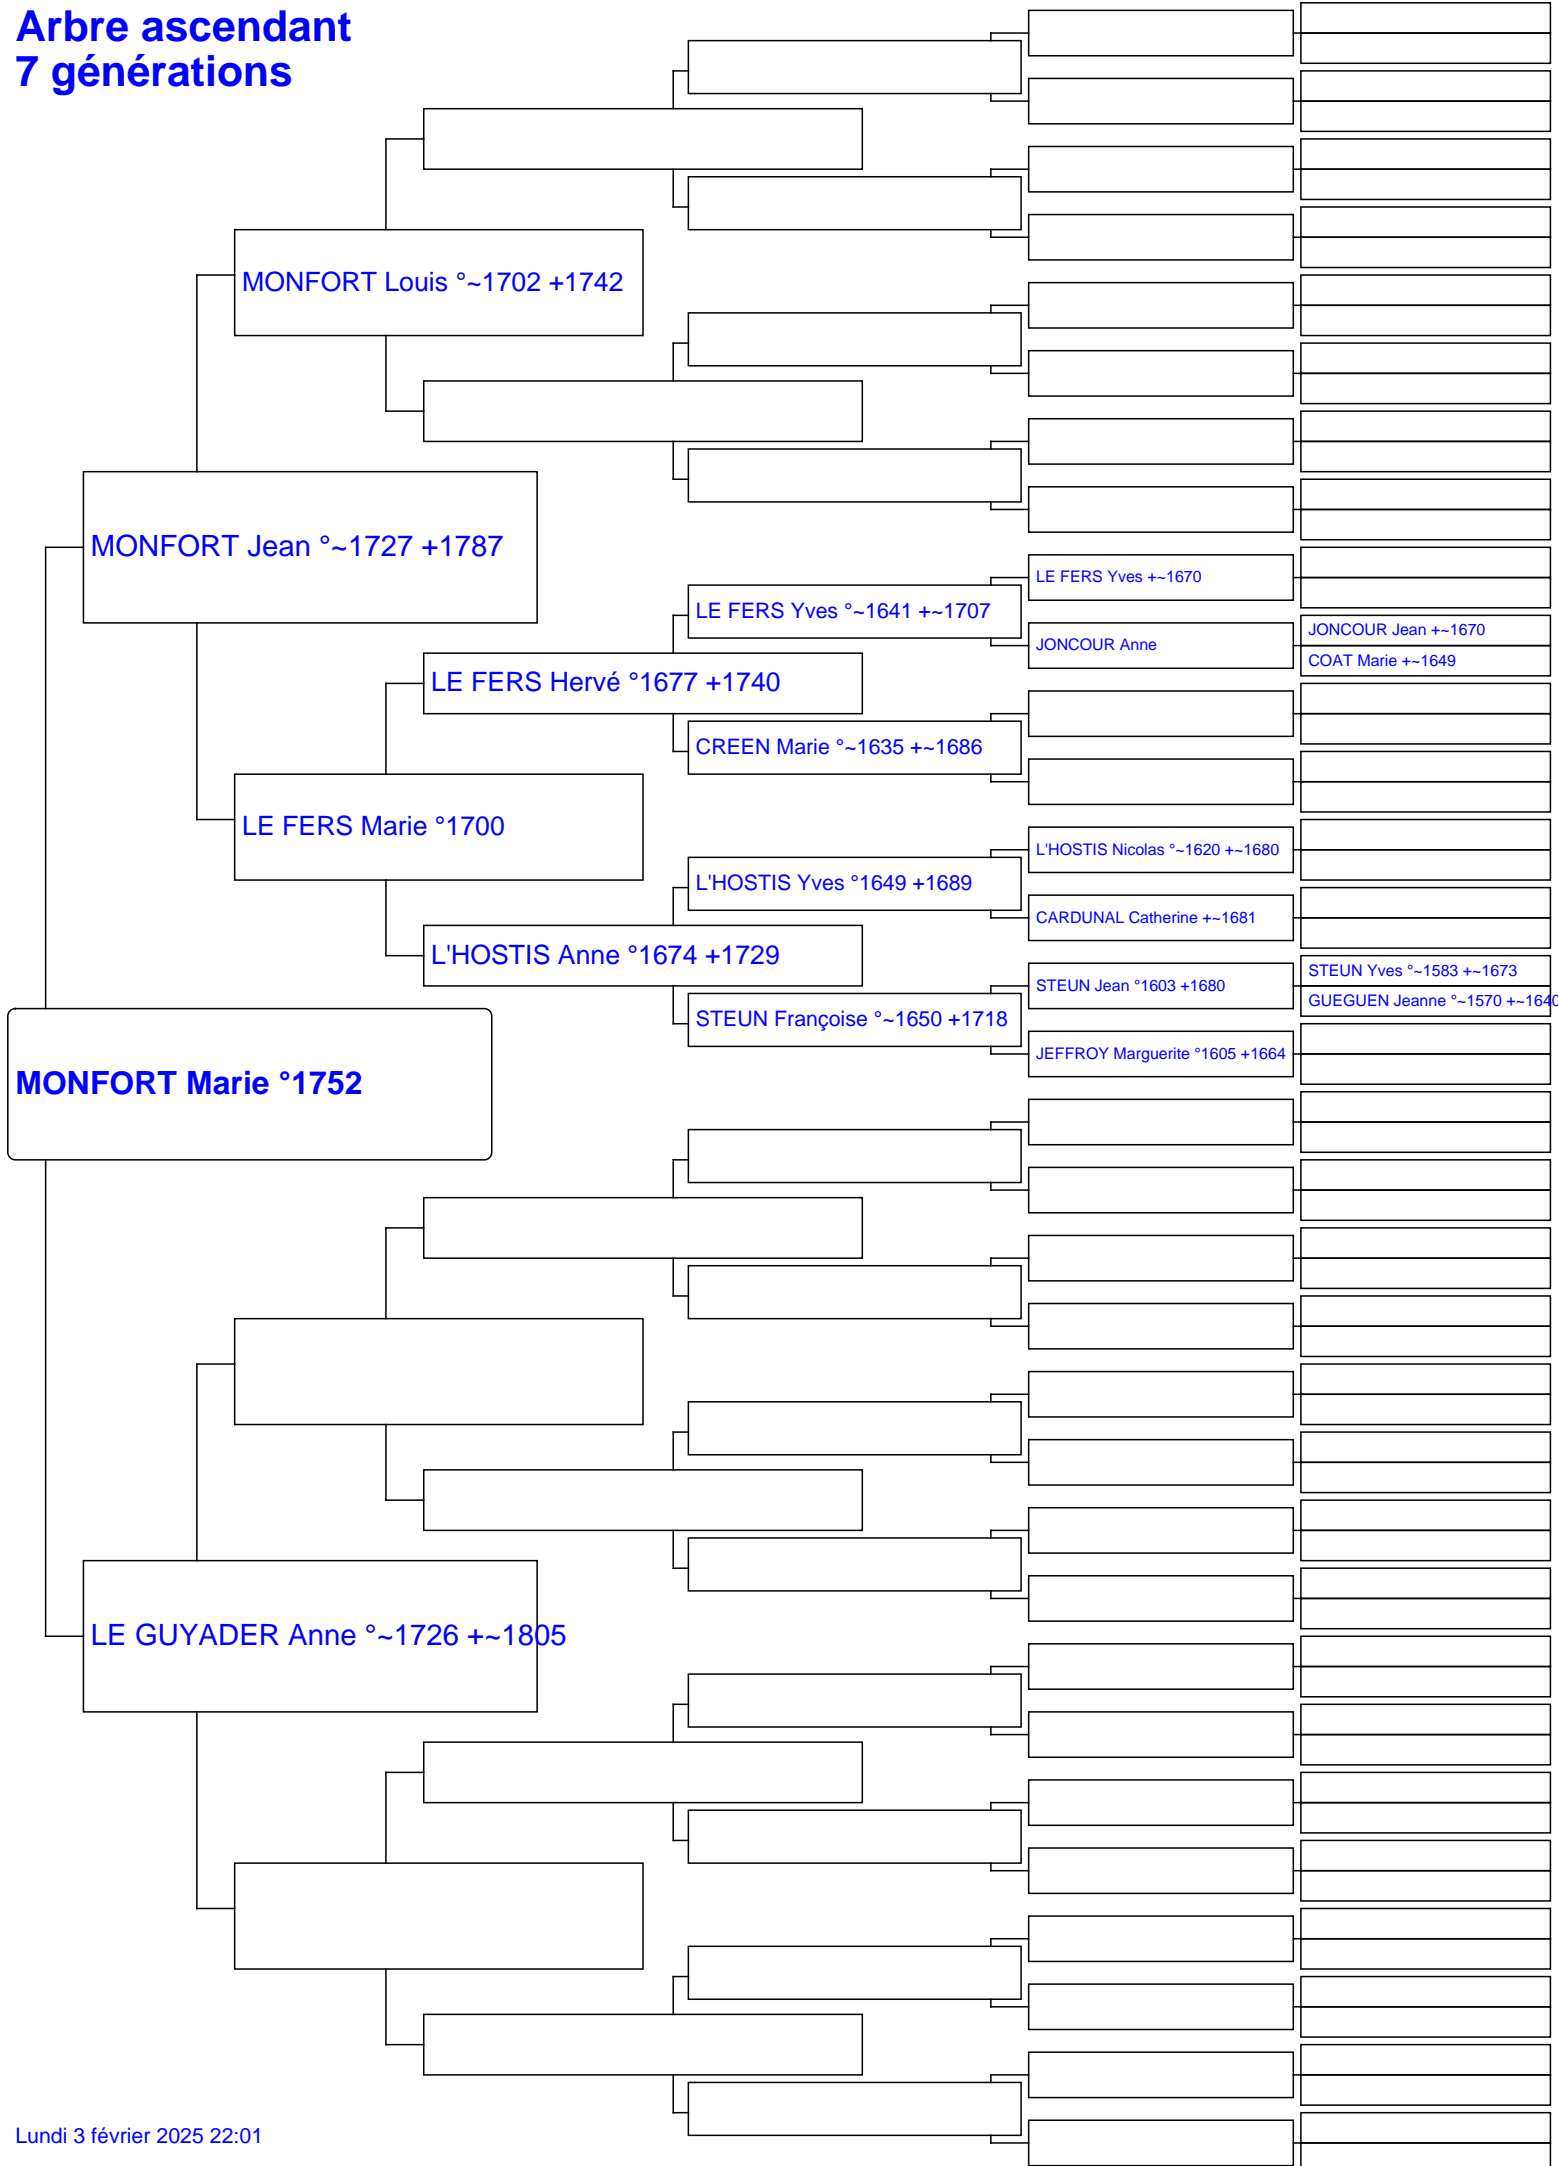 Arbre ascendant
7 générations
MONFORT Louis °~1702 +1742
MONFORT Jean °~1727 +1787
LE FERS Yves +~1670
LE FERS Yves °~1641 +~1707
JONCOUR Jean +~1670
JONCOUR Anne
COAT Marie +~1649
LE FERS Hervé °1677 +1740
CREEN Marie °~1635 +~1686
LE FERS Marie °1700
L'HOSTIS Nicolas °~1620 +~1680
L'HOSTIS Yves °1649 +1689
CARDUNAL Catherine +~1681
L'HOSTIS Anne °1674 +1729
STEUN Yves °~1583 +~1673
STEUN Jean °1603 +1680
GUEGUEN Jeanne °~1570 +~1640
STEUN Françoise °~1650 +1718
JEFFROY Marguerite °1605 +1664
MONFORT Marie °1752
LE GUYADER Anne °~1726 +~1805
Lundi 3 février 2025 22:01